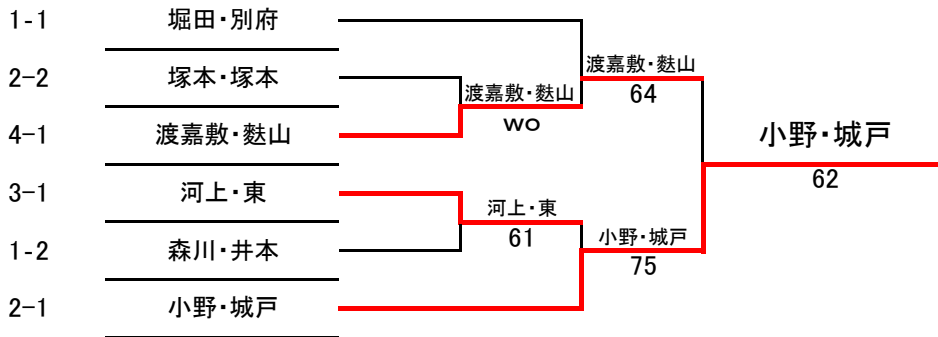 1-1 堀田・別府
2-2 塚本・塚本
4-1 渡嘉敷・麩山
3-1 河上・東
1-2 森川・井本
2-1 小野・城戸
渡嘉敷・麩山
wo
河上・東
61
渡嘉敷・麩山
64
小野・城戸
75
小野・城戸
62